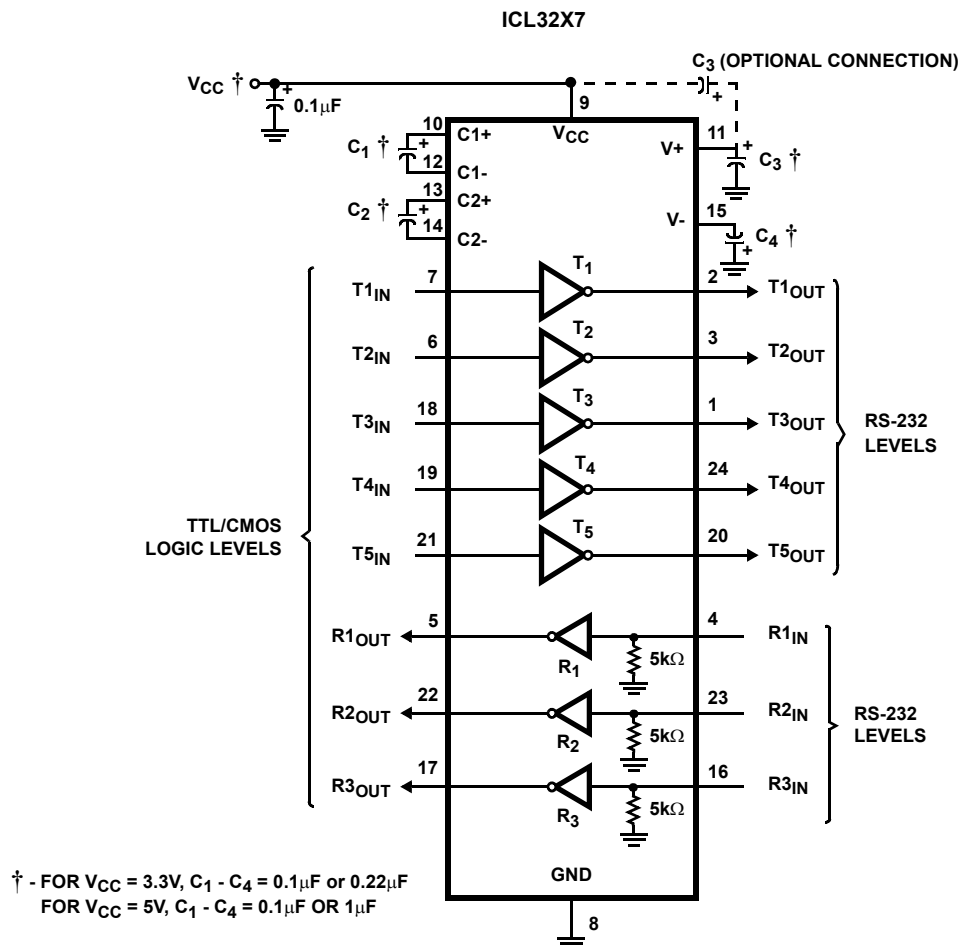 ICL32X7
C3 (OPTIONAL CONNECTION)
VCC †
+
0.1μF
+
9
VCC
10
C1+
C1 †
+
12
C1-
13
C2+
C2 †
+
14
C2-
11
V+
+
C3 †
15
V-
C4 †
+
T1IN
7
T1
2
T1OUT
T2IN
6
T2
3
T2OUT
T3IN
18
T3
1
T3OUT
T4IN
19
T4
24
T4OUT
T5IN
21
T5
20
T5OUT
RS-232
LEVELS
TTL/CMOS
LOGIC LEVELS
R1OUT
5
R1
5kΩ
4
R1IN
R2OUT
22
R2
5kΩ
23
R2IN
R3OUT
17
R3
5kΩ
16
R3IN
RS-232
LEVELS
GND
8
† - FOR VCC = 3.3V, C1 - C4 = 0.1μF or 0.22μF
FOR VCC = 5V, C1 - C4 = 0.1μF OR 1μF